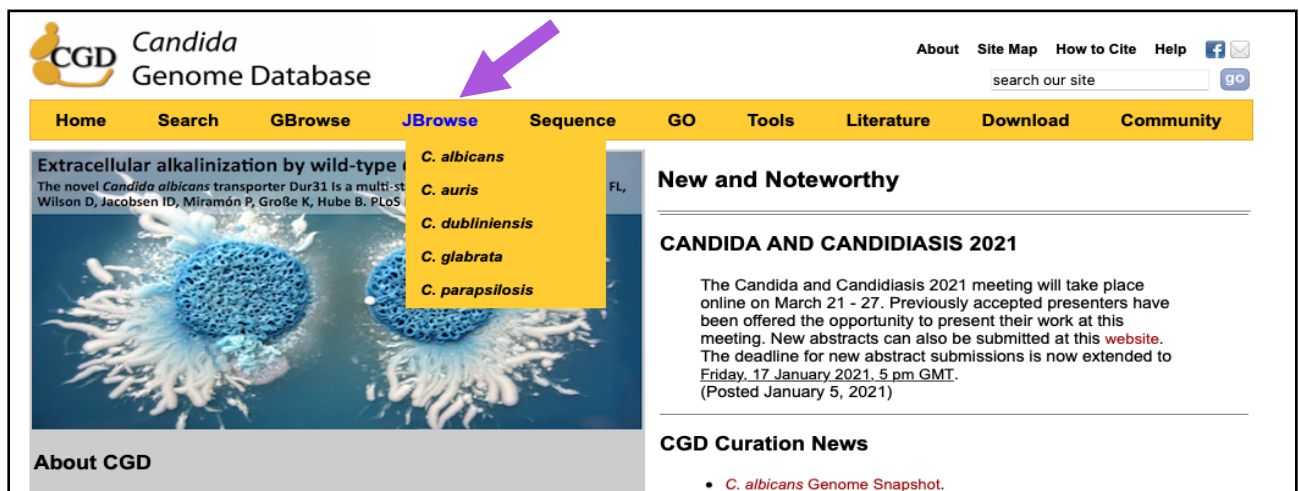 CGD Candida
Genome Database
About Site Map How to Cite Help
search our site go
Home Search GBrowse JBrowse Sequence GO Tools Literature Download Community
C. albicans
C. auris
C. dubliniensis
C. glabrata
C. parapsilosis
Extracellular alkalinization by wild-type
The novel Candida albicans transporter Dur31 Is a multi-st FL,
Wilson D, Jacobsen ID, Miramón P, Große K, Hube B. PLoS
About CGD
New and Noteworthy
CANDIDA AND CANDIDIASIS 2021
The Candida and Candidiasis 2021 meeting will take place
online on March 21 - 27. Previously accepted presenters have
been offered the opportunity to present their work at this
meeting. New abstracts can also be submitted at this website.
The deadline for new abstract submissions is now extended to
Friday, 17 January 2021, 5 pm GMT.
(Posted January 5, 2021)
CGD Curation News
• C. albicans Genome Snapshot.